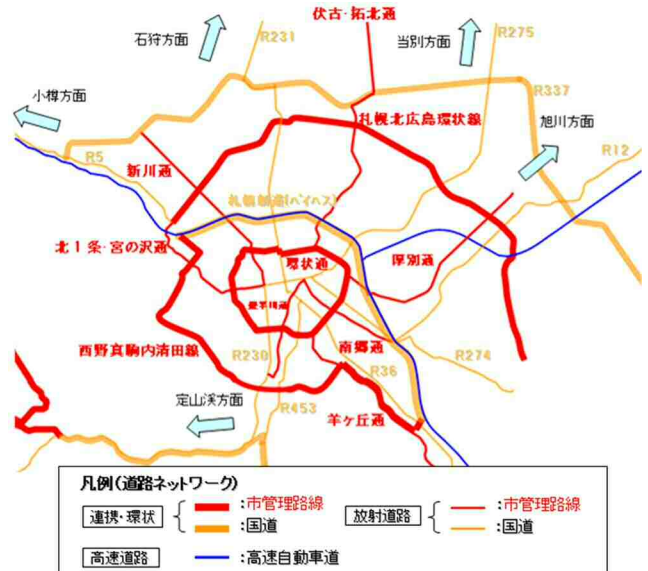 伏古・拓北通
石狩方面
R231
当別方面
R275
小樽方面
R337
札幌北広島環状線
旭川方面
R5
新川通
R12
札幌新道(バイパス)
北1条・宮の沢通
環状通
厚別通
豊平川通
西野真駒内清田線
R230
南郷通
R36
R274
定山渓方面
R453
羊ヶ丘通
凡例(道路ネットワーク)
連携・環状
:市管理路線
:国道
放射道路
:市管理路線
:国道
高速道路
:高速自動車道